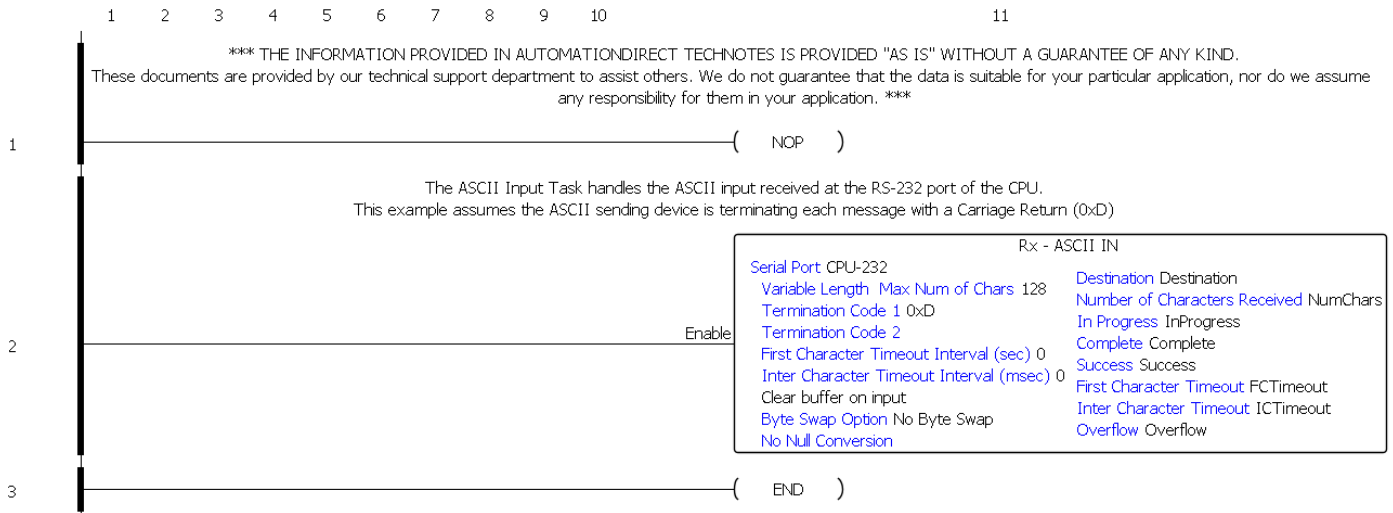 1 2 3 4 5 6 7 8 9 10 11
*** THE INFORMATION PROVIDED IN AUTOMATIONDIRECT TECHNOTES IS PROVIDED "AS IS" WITHOUT A GUARANTEE OF ANY KIND.
These documents are provided by our technical support department to assist others. We do not guarantee that the data is suitable for your particular application, nor do we assume
any responsibility for them in your application. ***
1
( NOP )
The ASCII Input Task handles the ASCII input received at the RS-232 port of the CPU.
This example assumes the ASCII sending device is terminating each message with a Carriage Return (0xD)
2
Enable
Rx - ASCII IN
Serial Port CPU-232
Variable Length Max Num of Chars 128
Termination Code 1 0xD
Termination Code 2
First Character Timeout Interval (sec) 0
Inter Character Timeout Interval (msec) 0
Clear buffer on input
Byte Swap Option No Byte Swap
No Null Conversion
Destination Destination
Number of Characters Received NumChars
In Progress InProgress
Complete Complete
Success Success
First Character Timeout FCTimeout
Inter Character Timeout ICTimeout
Overflow Overflow
3
( END )